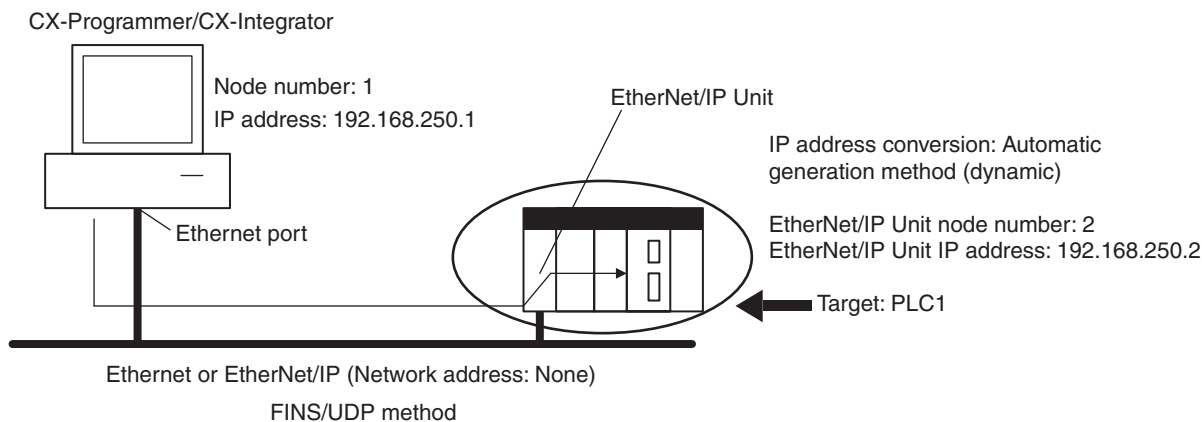 CX-Programmer/CX-Integrator
Node number: 1
IP address: 192.168.250.1
EtherNet/IP Unit
IP address conversion: Automatic
generation method (dynamic)
EtherNet/IP Unit node number: 2
EtherNet/IP Unit IP address: 192.168.250.2
Ethernet port
Target: PLC1
Ethernet or EtherNet/IP (Network address: None)
FINS/UDP method